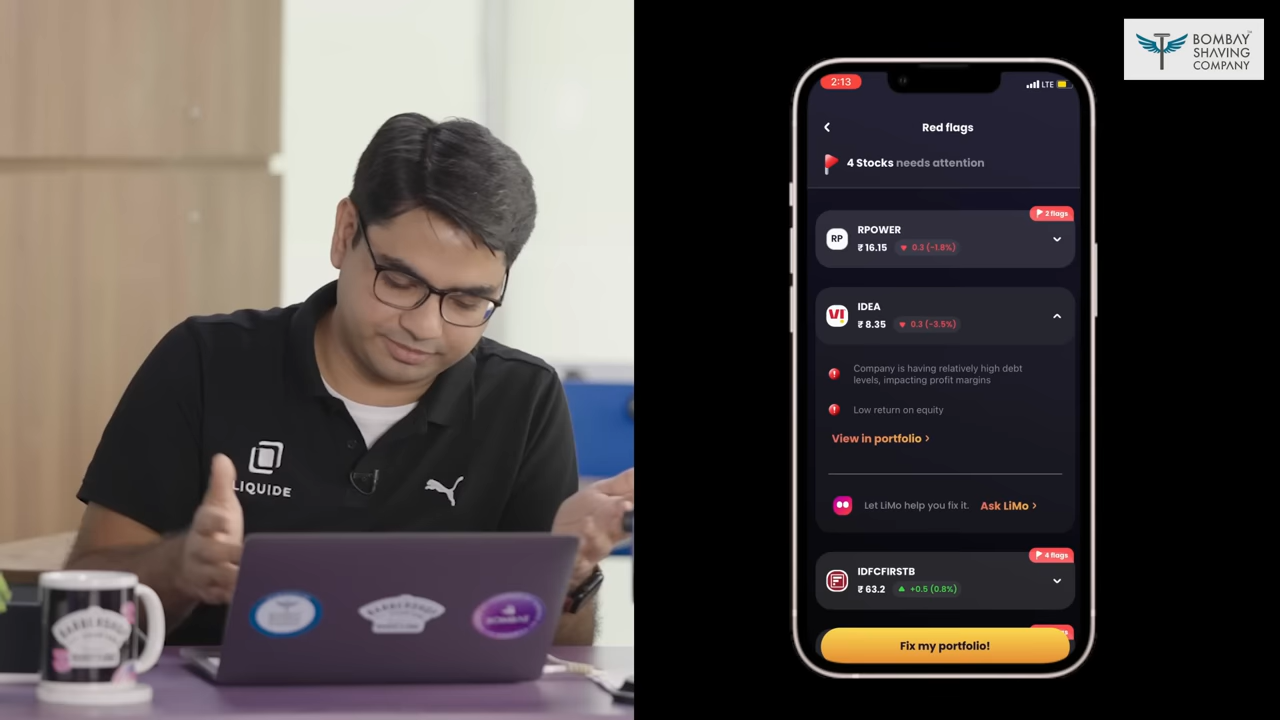 BOMBAY
SHAVING
COMPANY
2:13
LTE
Red flags
4 Stocks needs attention
2 flags
RP
RPOWER
₹ 16.15
0.3 (-1.8%)
VI
IDEA
₹ 8.35
0.3 (-3.5%)
Company is having relatively high debt
levels, impacting profit margins
Low return on equity
View in portfolio >
Let LiMo help you fix it.
Ask LiMo >
4 flags
IDFCFIRSTB
₹ 63.2
+0.5 (0.8%)
Fix my portfolio!
LIQUIDE